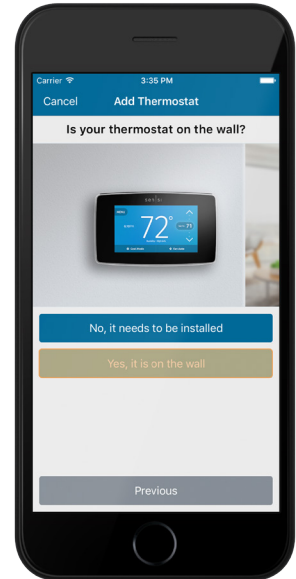 Carrier 3:35 PM
Cancel Add Thermostat
Is your thermostat on the wall?
sensi
72°
71
No, it needs to be installed
Yes, it is on the wall
Previous